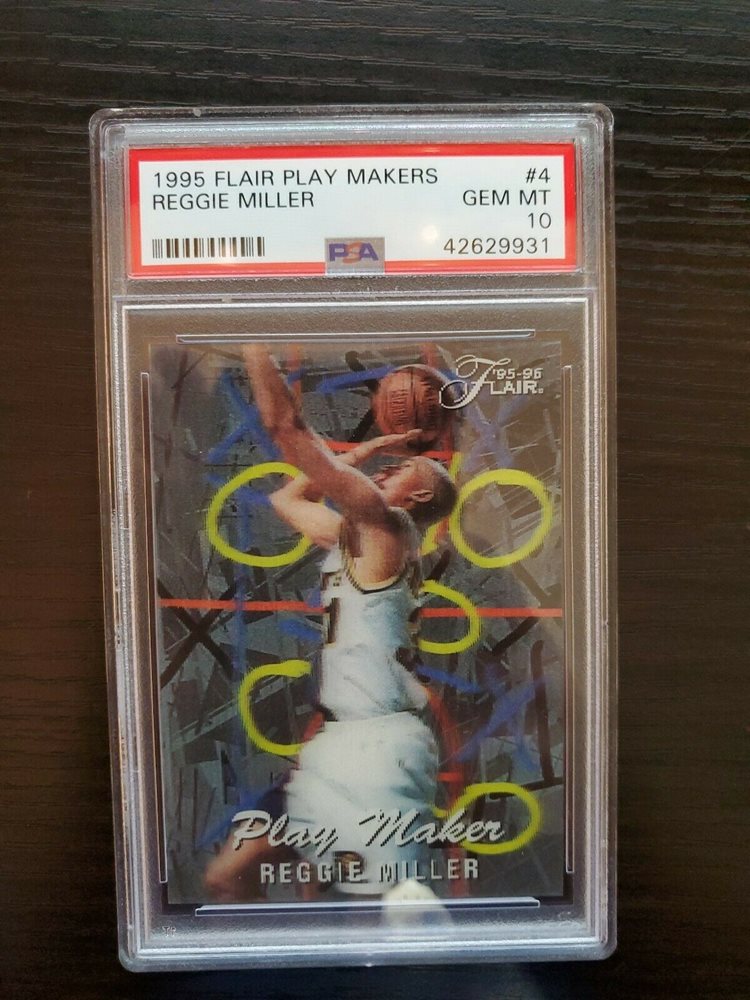 1995 FLAIR PLAY MAKERS #4
REGGIE MILLER GEM MT
10
PSA 42629931
'95-96
FLAIR
Play Maker
REGGIE MILLER